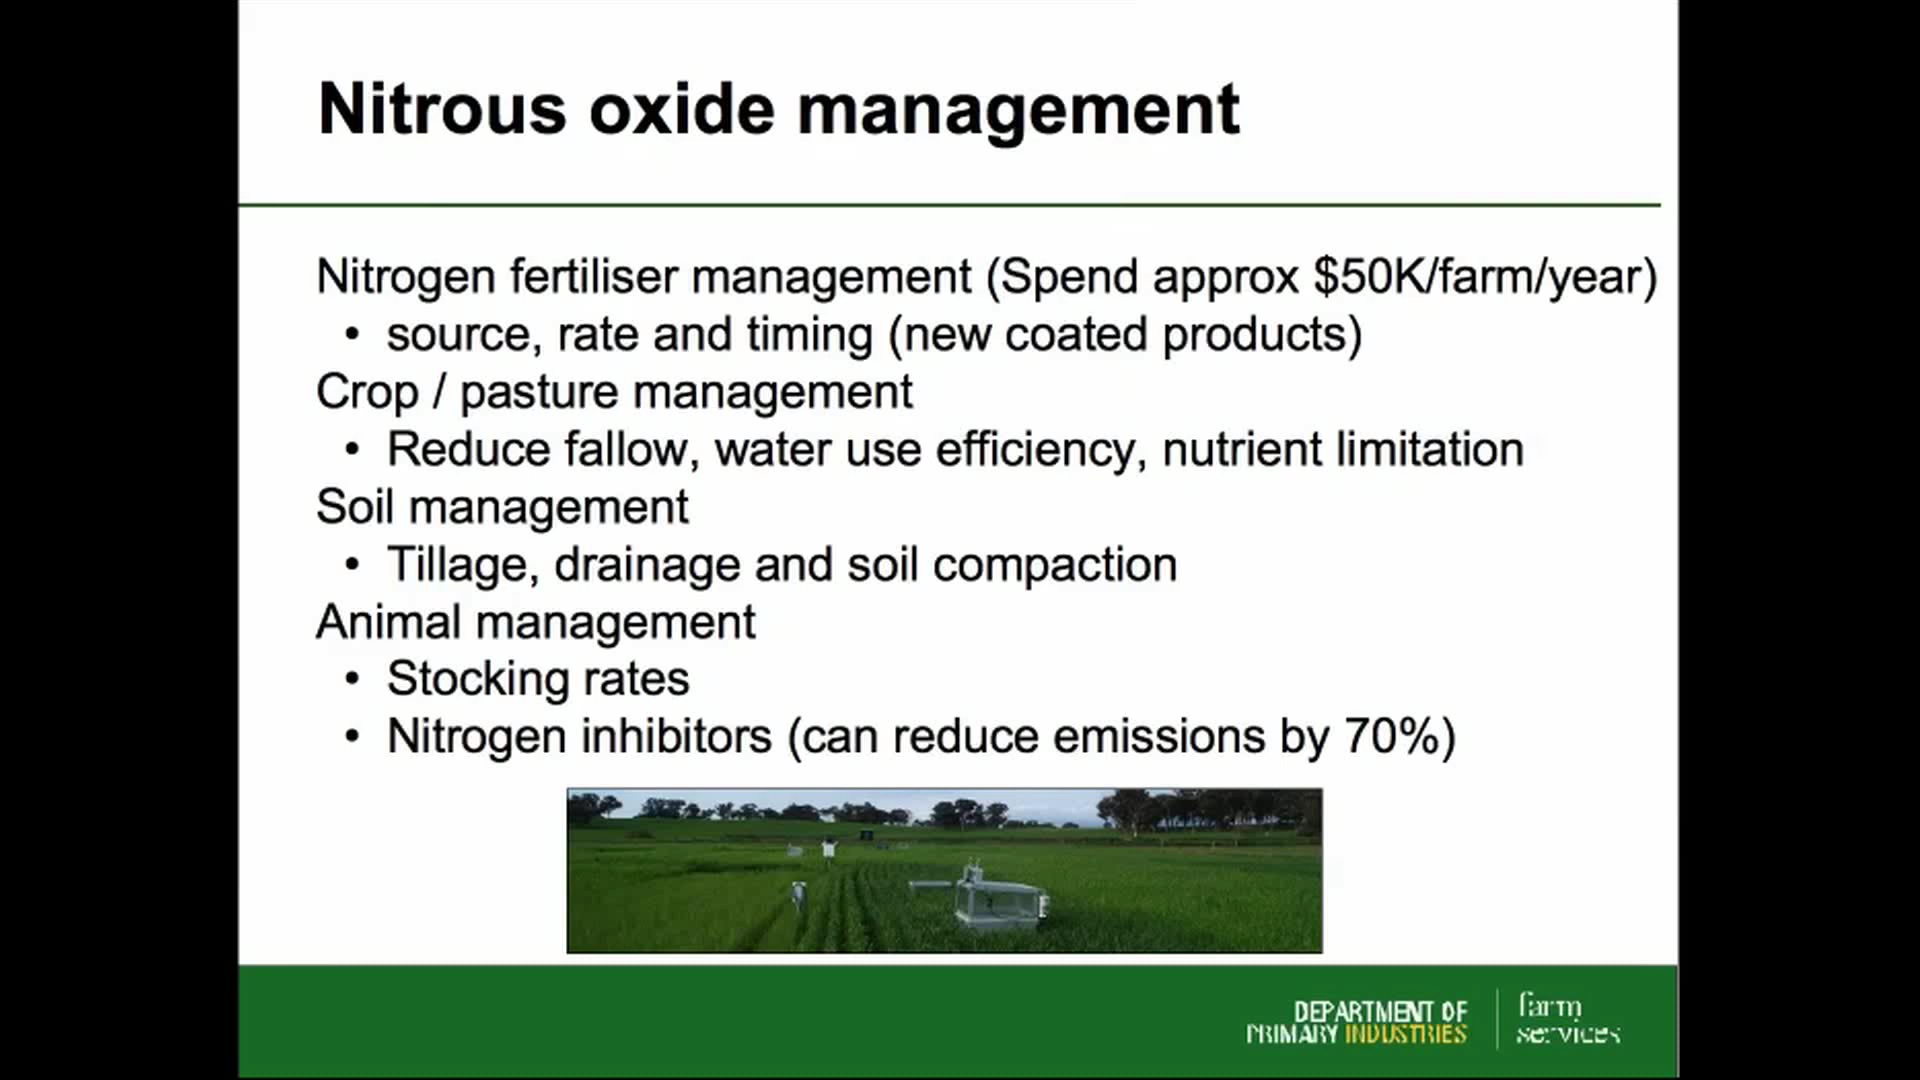 Nitrous oxide management
Nitrogen fertiliser management (Spend approx $50K/farm/year)
• source, rate and timing (new coated products)
Crop / pasture management
• Reduce fallow, water use efficiency, nutrient limitation
Soil management
• Tillage, drainage and soil compaction
Animal management
• Stocking rates
• Nitrogen inhibitors (can reduce emissions by 70%)
DEPARTMENT OF
PRIMARY INDUSTRIES
farm
services